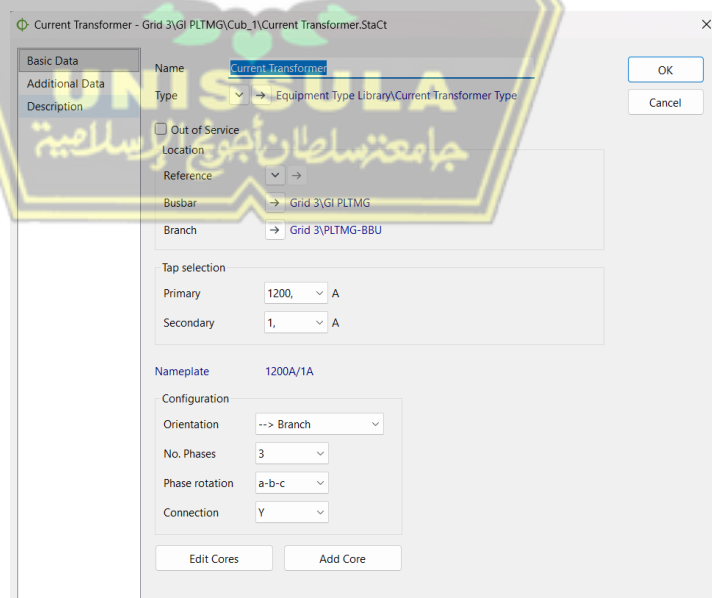 Current Transformer - Grid 3\GI PLTMG\Cub_1\Current Transformer.StaCt
Basic Data
Additional Data
Description
Name Current Transformer
Type Equipment Type Library\Current Transformer Type
OK
Cancel
UNISSULA
جامعتسلطان أجونج الإسلامية
Out of Service
Location
Reference
Busbar Grid 3\GI PLTMG
Branch Grid 3\PLTMG-BBU
Tap selection
Primary 1200, A
Secondary 1, A
Nameplate 1200A/1A
Configuration
Orientation --> Branch
No. Phases 3
Phase rotation a-b-c
Connection Y
Edit Cores
Add Core